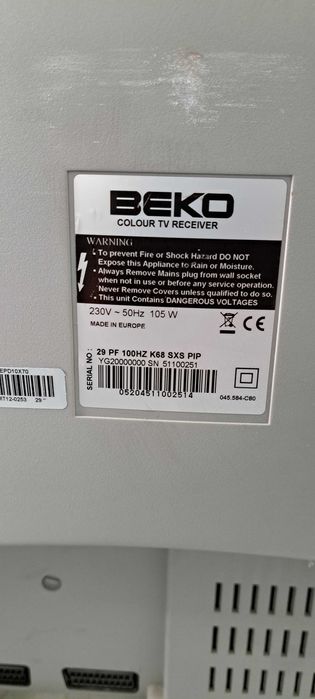 BEKO
COLOUR TV RECEIVER
WARNING
• To prevent Fire or Shock Hazard DO NOT
Expose this Appliance to Rain or Moisture.
• Always Remove Mains plug from wall socket
when not in use or before any service operation.
Never Remove Covers unless qualified to do so.
• This unit Contains DANGEROUS VOLTAGES
230V ~ 50Hz 105 W
MADE IN EUROPE
CE
SERIAL NO :
29 PF 100HZ K68 SXS PIP
YG20000000 SN 51100251
05204511002514
045.584-C80
EPD10X70
29"